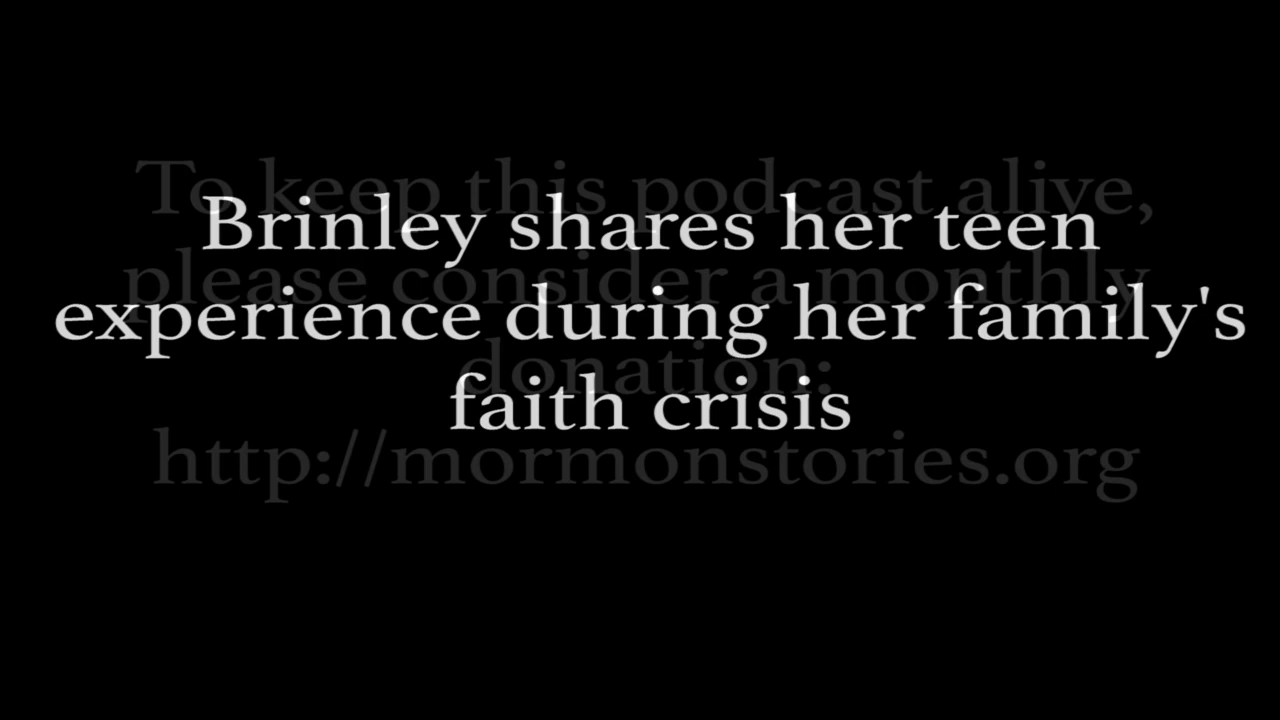 To keep this podcast alive,
please consider a monthly
donation:
http://mormonstories.org
Brinley shares her teen
experience during her family's
faith crisis